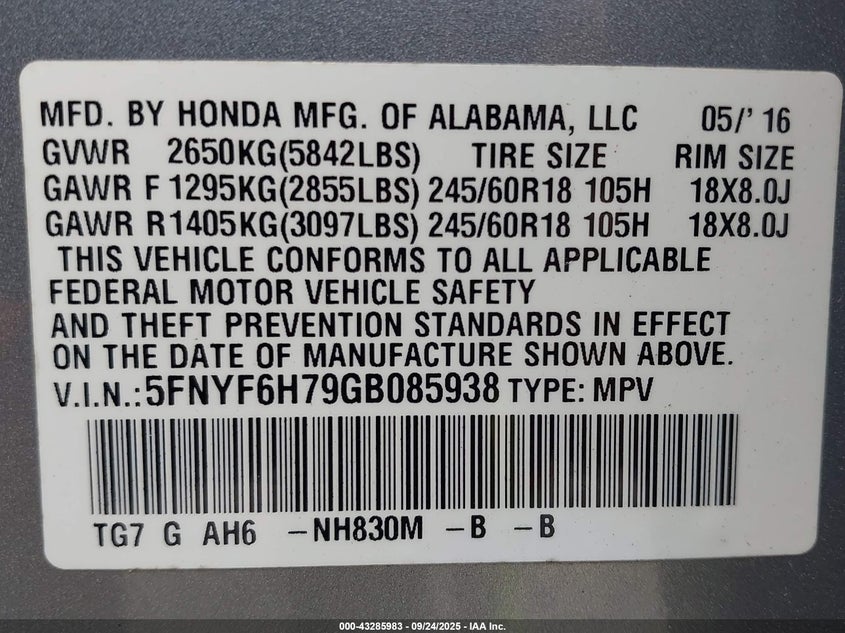 MFD. BY HONDA MFG. OF ALABAMA, LLC 05/' 16
GVWR 2650KG(5842LBS) TIRE SIZE RIM SIZE
GAWR F 1295KG(2855LBS) 245/60R18 105H 18X8.0J
GAWR R1405KG(3097LBS) 245/60R18 105H 18X8.0J
THIS VEHICLE CONFORMS TO ALL APPLICABLE
FEDERAL MOTOR VEHICLE SAFETY
AND THEFT PREVENTION STANDARDS IN EFFECT
ON THE DATE OF MANUFACTURE SHOWN ABOVE.
V.I.N.:5FNYF6H79GB085938 TYPE: MPV
TG7 G AH6 -NH830M -B -B
000-43285983 - 09/24/2025 - IAA Inc.